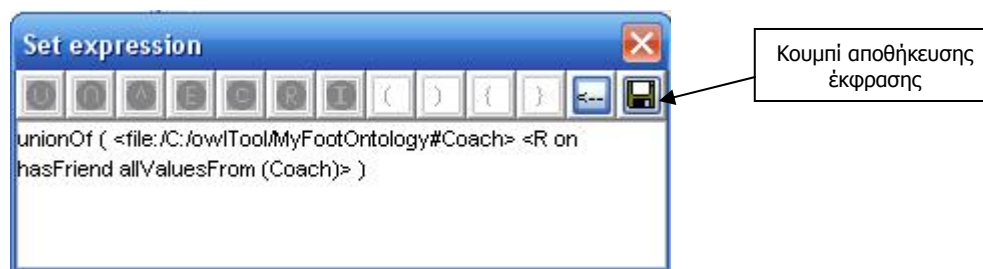 Set expression
U ∩ ^ E C R I ( ) { } <--
unionOf ( <file:/C:/owlTool/MyFootOntology#Coach> <R on
hasFriend allValuesFrom (Coach)> )
Κουμπί αποθήκευσης
έκφρασης